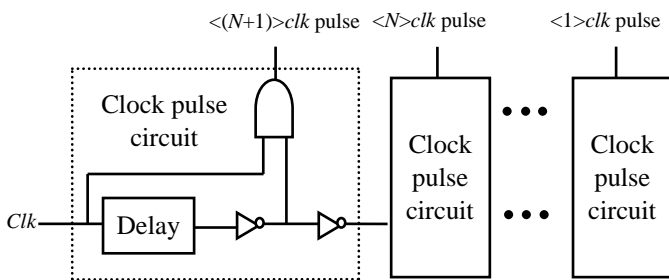 <(N+1)>clk pulse
<N>clk pulse
<1>clk pulse
Clock pulse
circuit
Clk
Delay
Clock
pulse
circuit
Clock
pulse
circuit